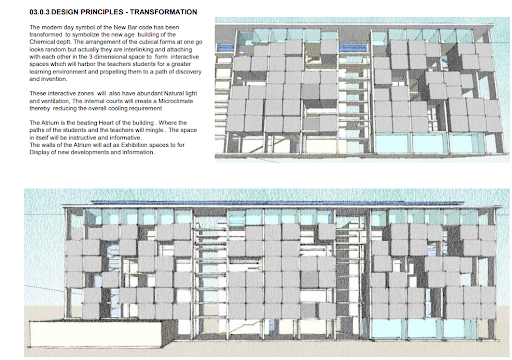 03.0.3 DESIGN PRINCIPLES - TRANSFORMATION
The modern day symbol of the New Bar code has been
transformed to symbolize the new age building of the
Chemical deptt. The arrangement of the cubical forms at one go
looks random but actually they are interlinking and attaching
with each other in the 3 dimensional space to form interactive
spaces which will harbor the teachers students for a greater
learning environment and propelling them to a path of discovery
and invention.
These interactive zones will also have abundant Natural light
and ventilation, The internal courts will create a Microclimate
thereby reducing the overall cooling requirement
The Atrium is the beating Heart of the building . Where the
paths of the students and the teachers will mingle . The space
in itself will be instructive and informative.
The walls of the Atrium will act as Exhibition spaces to for
Display of new developments and information.